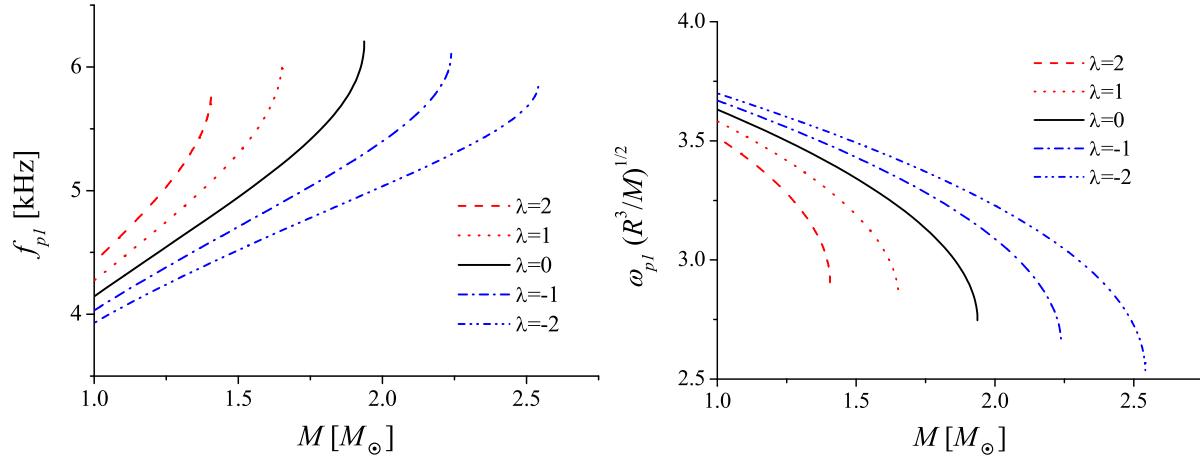 6
5
4
f_{p1} [kHz]
λ=2
λ=1
λ=0
λ=-1
λ=-2
1.0 1.5 2.0 2.5
M [M_⊙]
4.0
3.5
3.0
2.5
ω_{p1} (R^3/M)^{1/2}
λ=2
λ=1
λ=0
λ=-1
λ=-2
1.0 1.5 2.0 2.5
M [M_⊙]